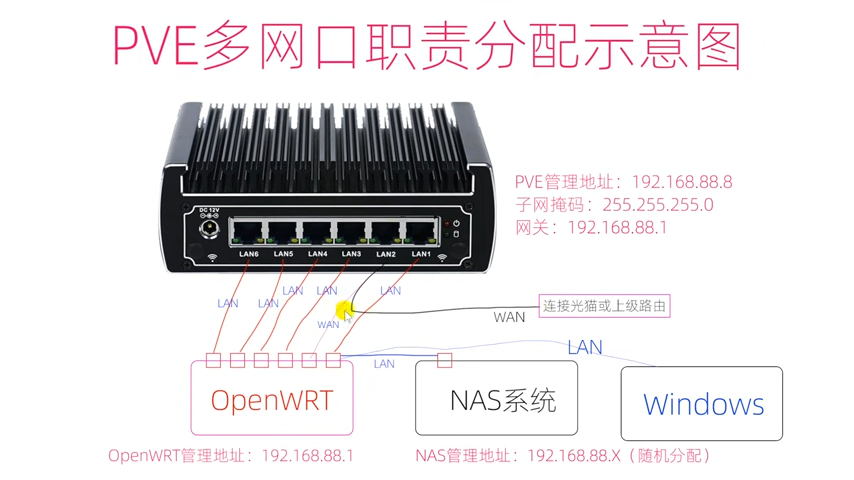 PVE多网口职责分配示意图
PVE管理地址：192.168.88.8
子网掩码：255.255.255.0
网关：192.168.88.1
DC 12V
LAN6 LAN5 LAN4 LAN3 LAN2 LAN1
LAN LAN LAN LAN LAN
WAN
WAN
连接光猫或上级路由
LAN
LAN
OpenWRT
NAS系统
Windows
OpenWRT管理地址：192.168.88.1
NAS管理地址：192.168.88.X（随机分配）